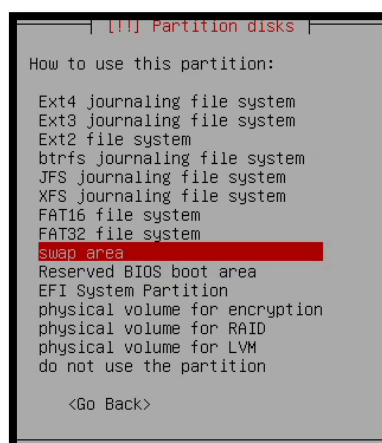 [!!] Partition disks
How to use this partition:
Ext4 journaling file system
Ext3 journaling file system
Ext2 file system
btrfs journaling file system
JFS journaling file system
XFS journaling file system
FAT16 file system
FAT32 file system
swap area
Reserved BIOS boot area
EFI System Partition
physical volume for encryption
physical volume for RAID
physical volume for LVM
do not use the partition
<Go Back>